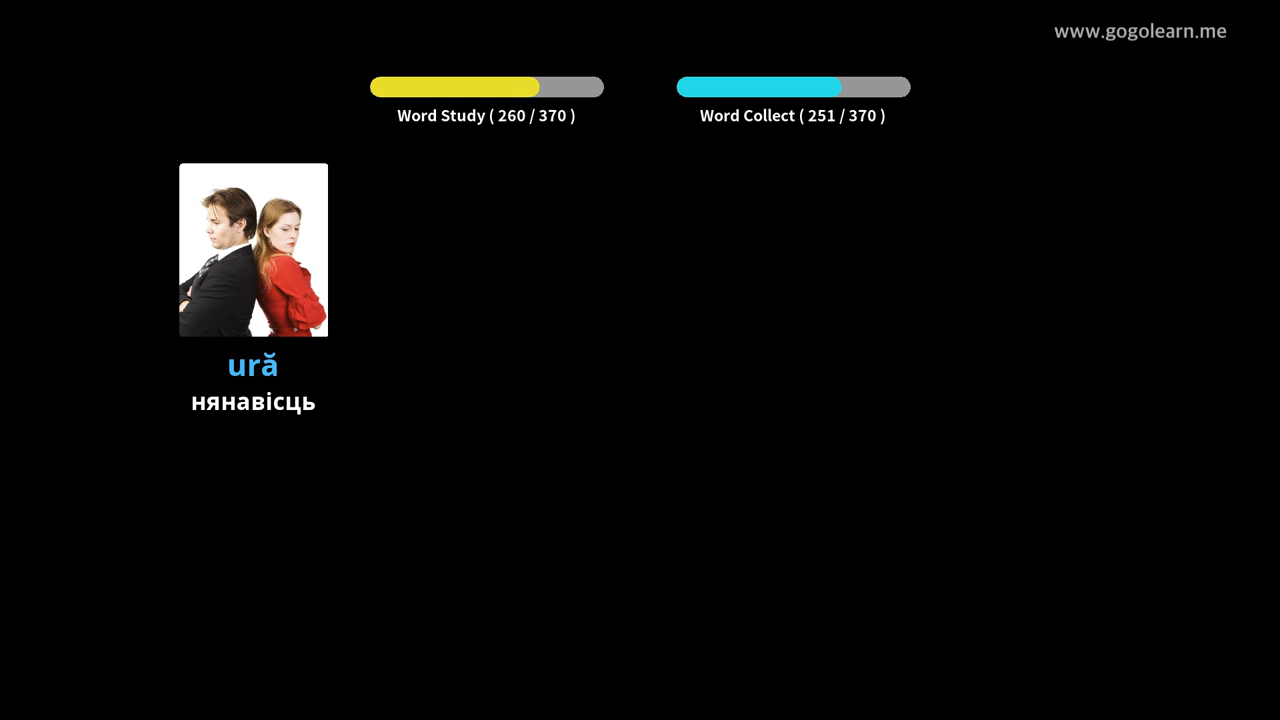 www.gogolearn.me
Word Study ( 260 / 370 )
Word Collect ( 251 / 370 )
ură
нянавісць